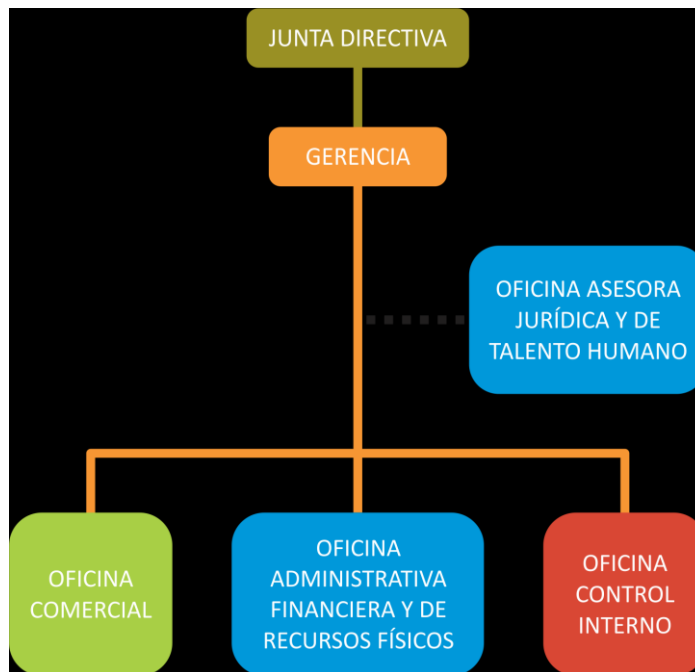 JUNTA DIRECTIVA
GERENCIA
OFICINA ASESORA
JURÍDICA Y DE
TALENTO HUMANO
OFICINA
COMERCIAL
OFICINA
ADMINISTRATIVA
FINANCIERA Y DE
RECURSOS FÍSICOS
OFICINA
CONTROL
INTERNO